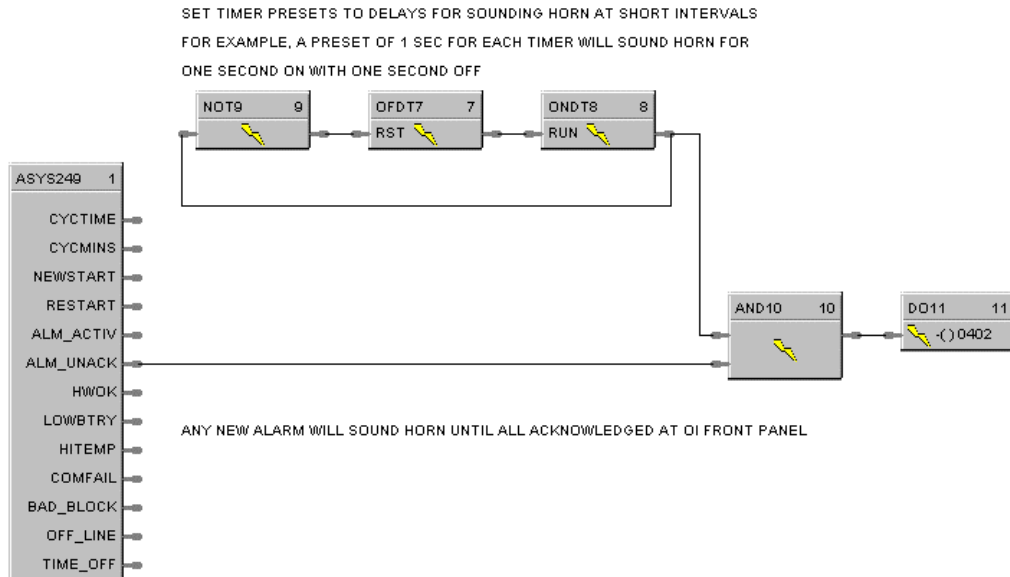 SET TIMER PRESETS TO DELAYS FOR SOUNDING HORN AT SHORT INTERVALS
FOR EXAMPLE, A PRESET OF 1 SEC FOR EACH TIMER WILL SOUND HORN FOR
ONE SECOND ON WITH ONE SECOND OFF
NOT9 9
OFDT7 7
RST
ONDT8 8
RUN
ASYS249 1
CYCTIME
CYCMINS
NEWSTART
RESTART
ALM_ACTIV
ALM_UNACK
HWOK
LOWBTRY
HITEMP
COMFAIL
BAD_BLOCK
OFF_LINE
TIME_OFF
AND10 10
DO11 11
-( ) 0402
ANY NEW ALARM WILL SOUND HORN UNTIL ALL ACKNOWLEDGED AT OI FRONT PANEL